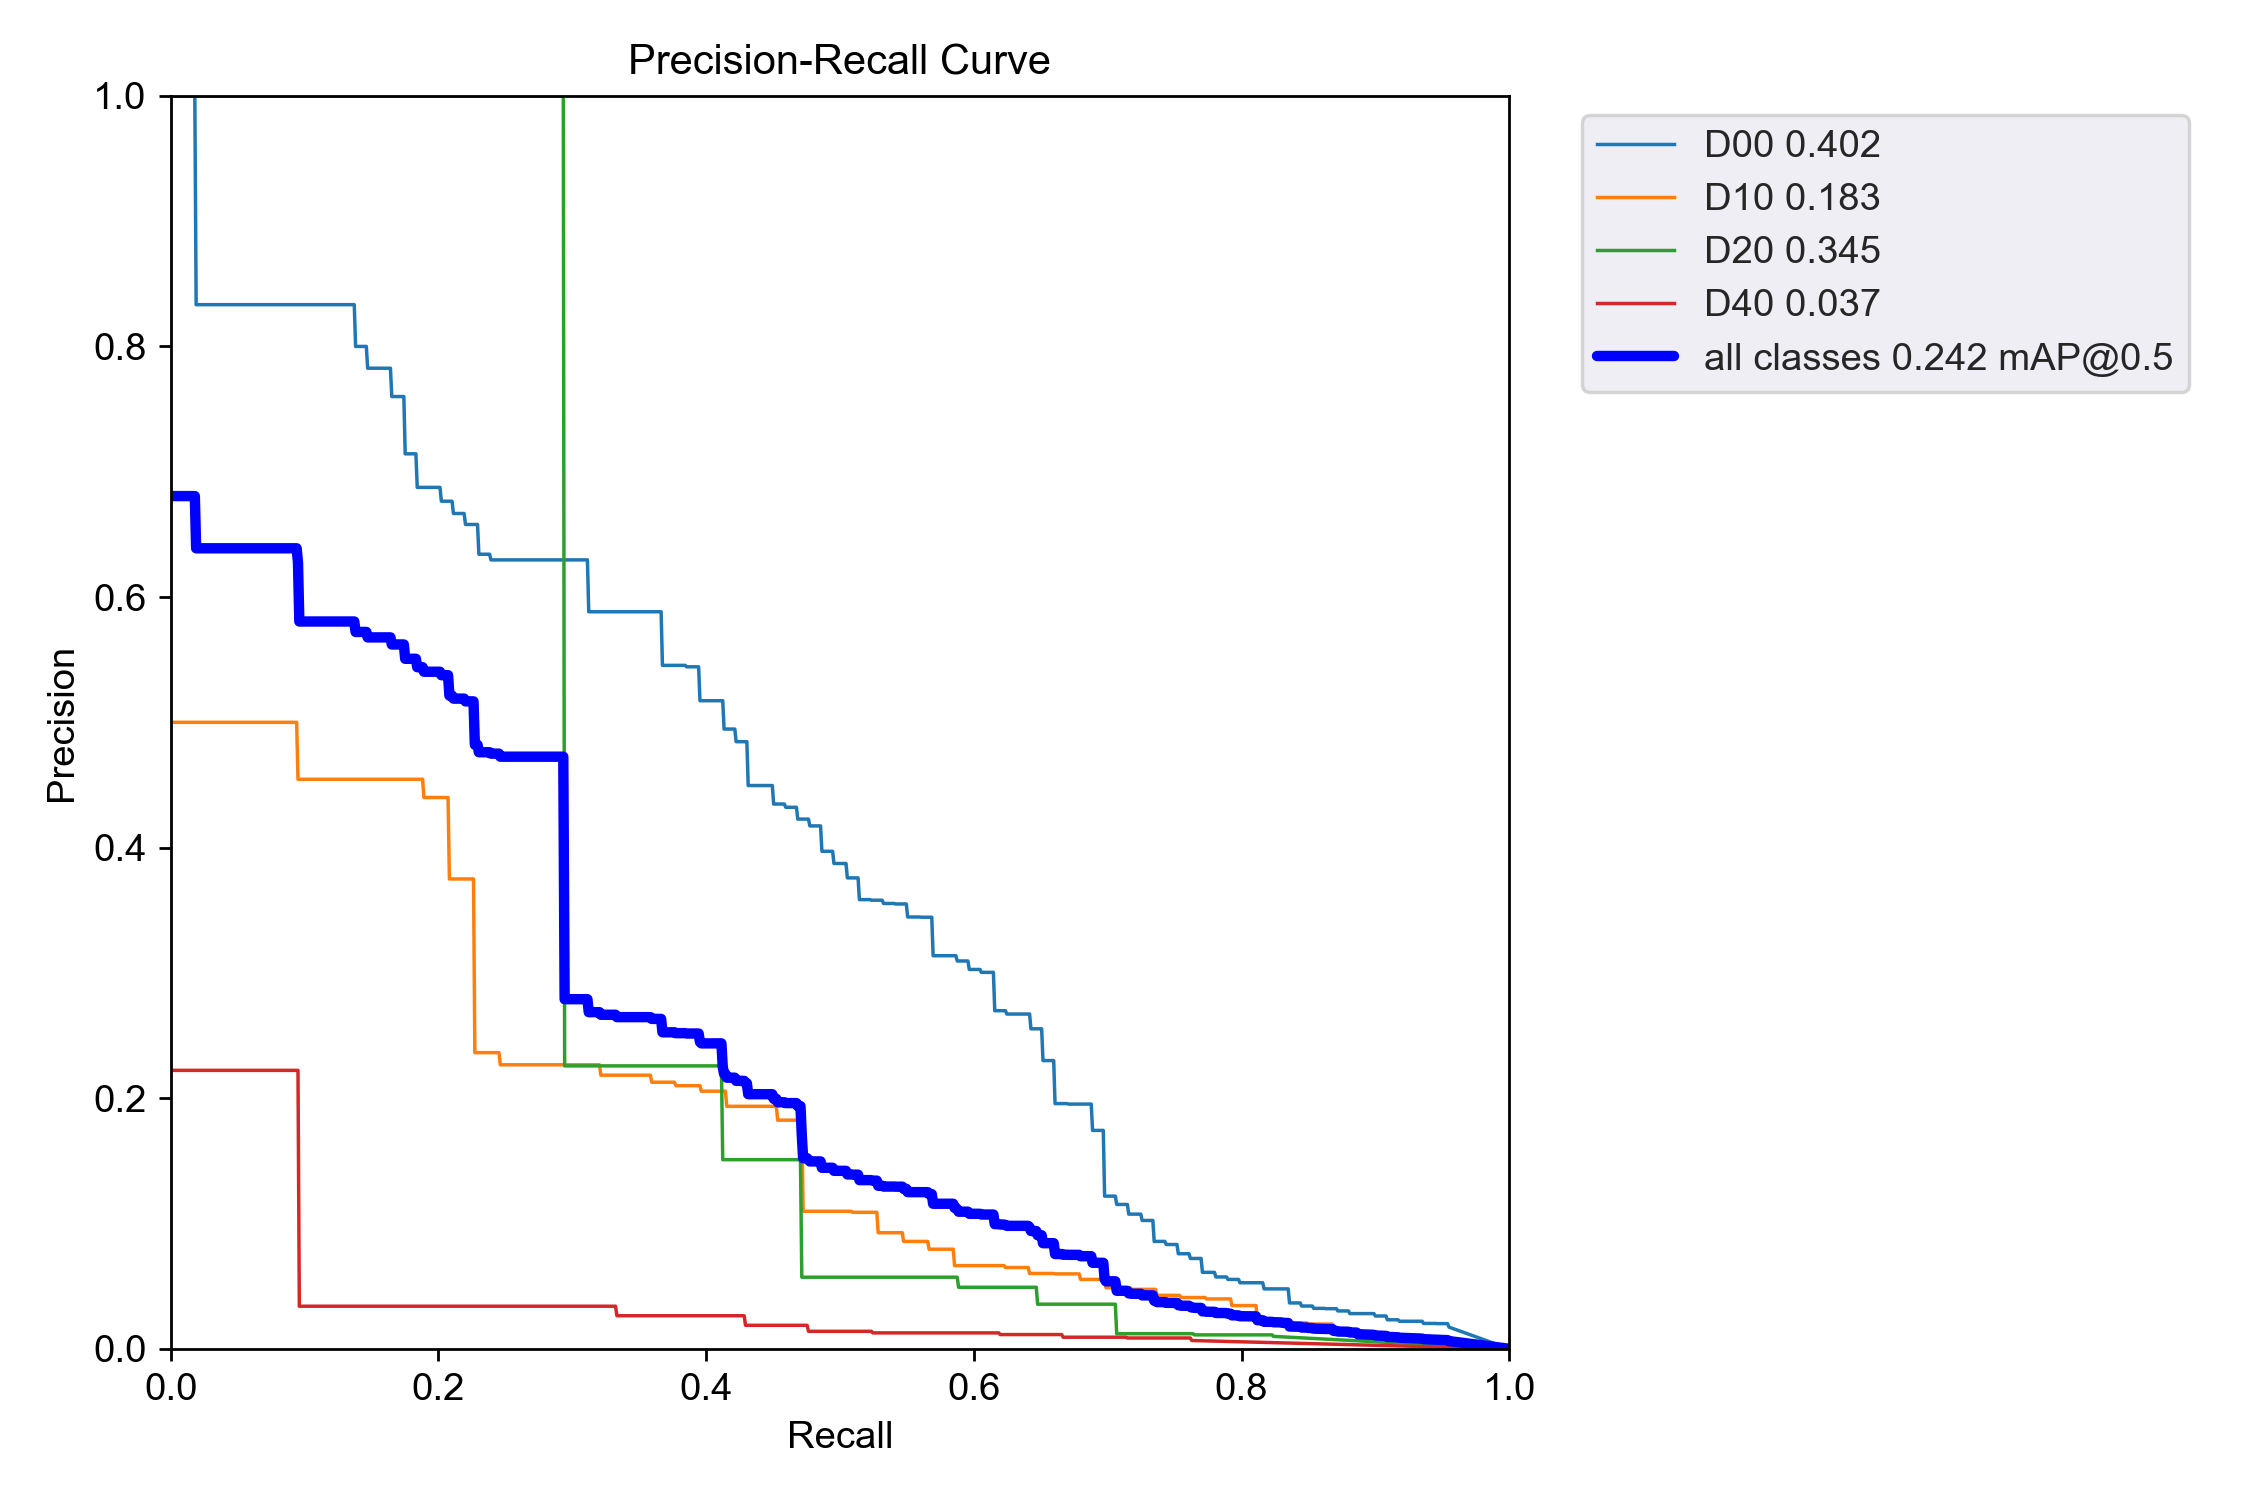 Precision-Recall Curve
1.0
0.8
0.6
0.4
0.2
0.0
Precision
0.0 0.2 0.4 0.6 0.8 1.0
Recall
D00 0.402
D10 0.183
D20 0.345
D40 0.037
all classes 0.242 mAP@0.5